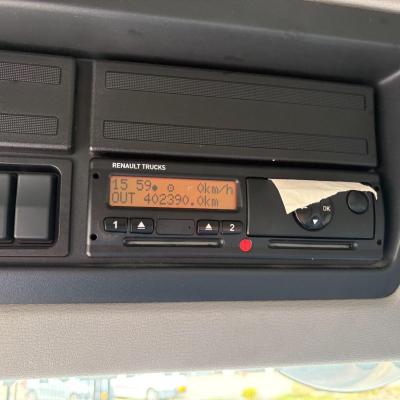 RENAULT TRUCKS
15 59 0km/h
OUT 402390.0km
1 2
OK